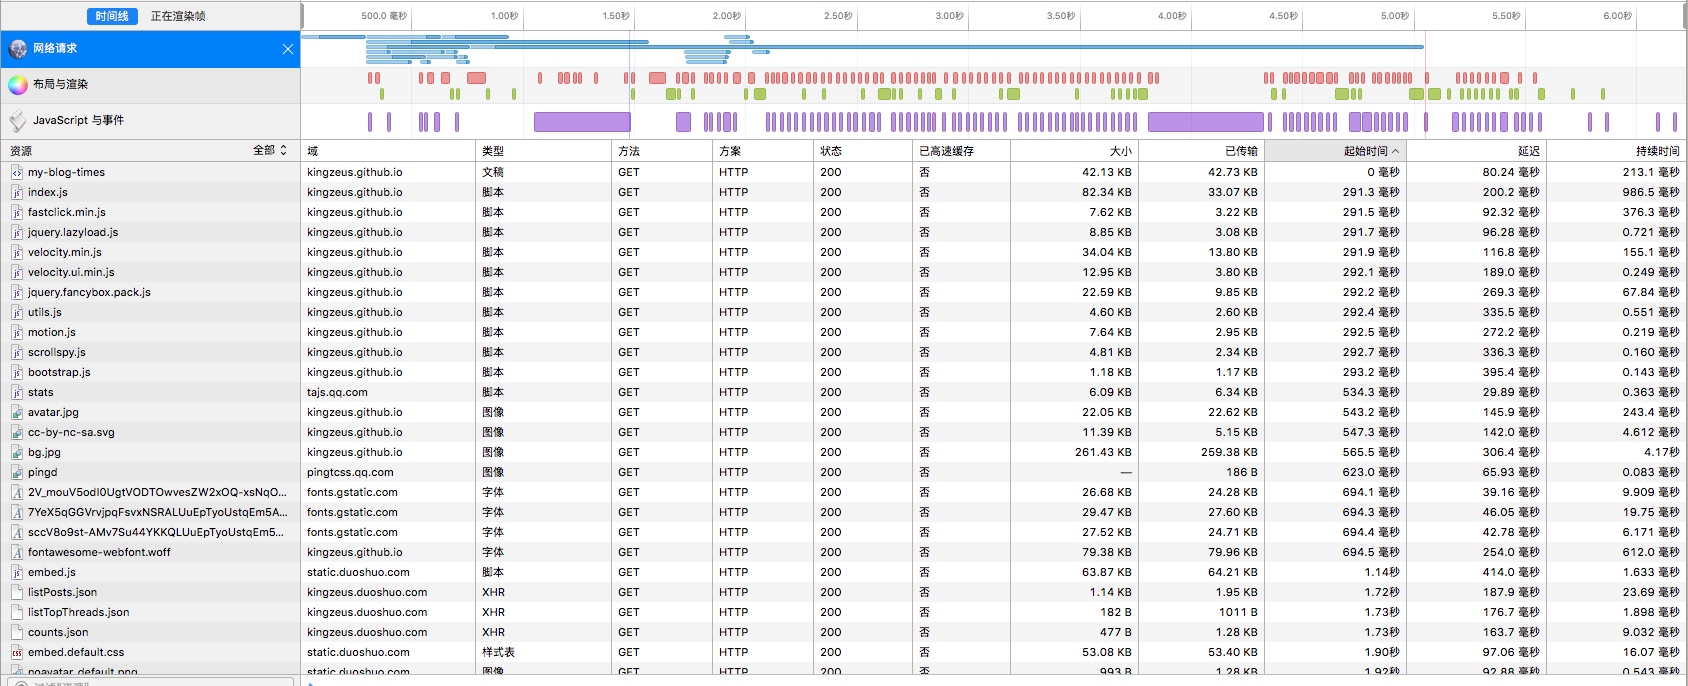 时间线 正在渲染帧 500.0 毫秒 1.00秒 1.50秒 2.00秒 2.50秒 3.00秒 3.50秒 4.00秒 4.50秒 5.00秒 5.50秒 6.00秒
网络请求
布局与渲染
JavaScript 与事件
资源 全部 域 类型 方法 方案 状态 已高速缓存 大小 已传输 起始时间 延迟 持续时间
my-blog-times kingzeus.github.io 文稿 GET HTTP 200 否 42.13 KB 42.73 KB 0 毫秒 80.24 毫秒 213.1 毫秒
index.js kingzeus.github.io 脚本 GET HTTP 200 否 82.34 KB 33.07 KB 291.3 毫秒 200.2 毫秒 986.5 毫秒
fastclick.min.js kingzeus.github.io 脚本 GET HTTP 200 否 7.62 KB 3.22 KB 291.5 毫秒 92.32 毫秒 376.3 毫秒
jquery.lazyload.js kingzeus.github.io 脚本 GET HTTP 200 否 8.85 KB 3.08 KB 291.7 毫秒 96.28 毫秒 0.721 毫秒
velocity.min.js kingzeus.github.io 脚本 GET HTTP 200 否 34.04 KB 13.80 KB 291.9 毫秒 116.8 毫秒 155.1 毫秒
velocity.ui.min.js kingzeus.github.io 脚本 GET HTTP 200 否 12.95 KB 3.80 KB 292.1 毫秒 189.0 毫秒 0.249 毫秒
jquery.fancybox.pack.js kingzeus.github.io 脚本 GET HTTP 200 否 22.59 KB 9.85 KB 292.2 毫秒 269.3 毫秒 67.84 毫秒
utils.js kingzeus.github.io 脚本 GET HTTP 200 否 4.60 KB 2.60 KB 292.4 毫秒 335.5 毫秒 0.551 毫秒
motion.js kingzeus.github.io 脚本 GET HTTP 200 否 7.64 KB 2.95 KB 292.5 毫秒 272.2 毫秒 0.219 毫秒
scrollspy.js kingzeus.github.io 脚本 GET HTTP 200 否 4.81 KB 2.34 KB 292.7 毫秒 336.3 毫秒 0.160 毫秒
bootstrap.js kingzeus.github.io 脚本 GET HTTP 200 否 1.18 KB 1.17 KB 293.2 毫秒 395.4 毫秒 0.143 毫秒
stats tajs.qq.com 脚本 GET HTTP 200 否 6.09 KB 6.34 KB 534.3 毫秒 29.89 毫秒 0.363 毫秒
avatar.jpg kingzeus.github.io 图像 GET HTTP 200 否 22.05 KB 22.62 KB 543.2 毫秒 145.9 毫秒 243.4 毫秒
cc-by-nc-sa.svg kingzeus.github.io 图像 GET HTTP 200 否 11.39 KB 5.15 KB 547.3 毫秒 142.0 毫秒 4.612 毫秒
bg.jpg kingzeus.github.io 图像 GET HTTP 200 否 261.43 KB 259.38 KB 565.5 毫秒 306.4 毫秒 4.17秒
pingd pingtcss.qq.com 图像 GET HTTP 200 否 — 186 B 623.0 毫秒 65.93 毫秒 0.083 毫秒
2V_mouV5odI0UgtVODTOwvesZW2xOQ-xsNqO... fonts.gstatic.com 字体 GET HTTP 200 否 26.68 KB 24.28 KB 694.1 毫秒 39.16 毫秒 9.909 毫秒
7YeX5qGGVrvjpqFsvxNSRALUuEpTyoUstqEm5A... fonts.gstatic.com 字体 GET HTTP 200 否 29.47 KB 27.60 KB 694.3 毫秒 46.05 毫秒 19.75 毫秒
sccV8o9st-AMv7Su44YKKQLUuEpTyoUstqEm5... fonts.gstatic.com 字体 GET HTTP 200 否 27.52 KB 24.71 KB 694.4 毫秒 42.78 毫秒 6.171 毫秒
fontawesome-webfont.woff kingzeus.github.io 字体 GET HTTP 200 否 79.38 KB 79.96 KB 694.5 毫秒 254.0 毫秒 612.0 毫秒
embed.js static.duoshuo.com 脚本 GET HTTP 200 否 63.87 KB 64.21 KB 1.14秒 414.0 毫秒 1.633 毫秒
listPosts.json kingzeus.duoshuo.com XHR GET HTTP 200 否 1.14 KB 1.95 KB 1.72秒 187.9 毫秒 23.69 毫秒
listTopThreads.json kingzeus.duoshuo.com XHR GET HTTP 200 否 182 B 1011 B 1.73秒 176.7 毫秒 1.898 毫秒
counts.json kingzeus.duoshuo.com XHR GET HTTP 200 否 477 B 1.28 KB 1.73秒 163.7 毫秒 9.032 毫秒
embed.default.css static.duoshuo.com 样式表 GET HTTP 200 否 53.08 KB 53.40 KB 1.90秒 97.06 毫秒 16.07 毫秒
noavatar_default.png static.duoshuo.com 图像 GET HTTP 200 否 993 B 1.28 KB 1.92秒 92.88 毫秒 0.543 毫秒